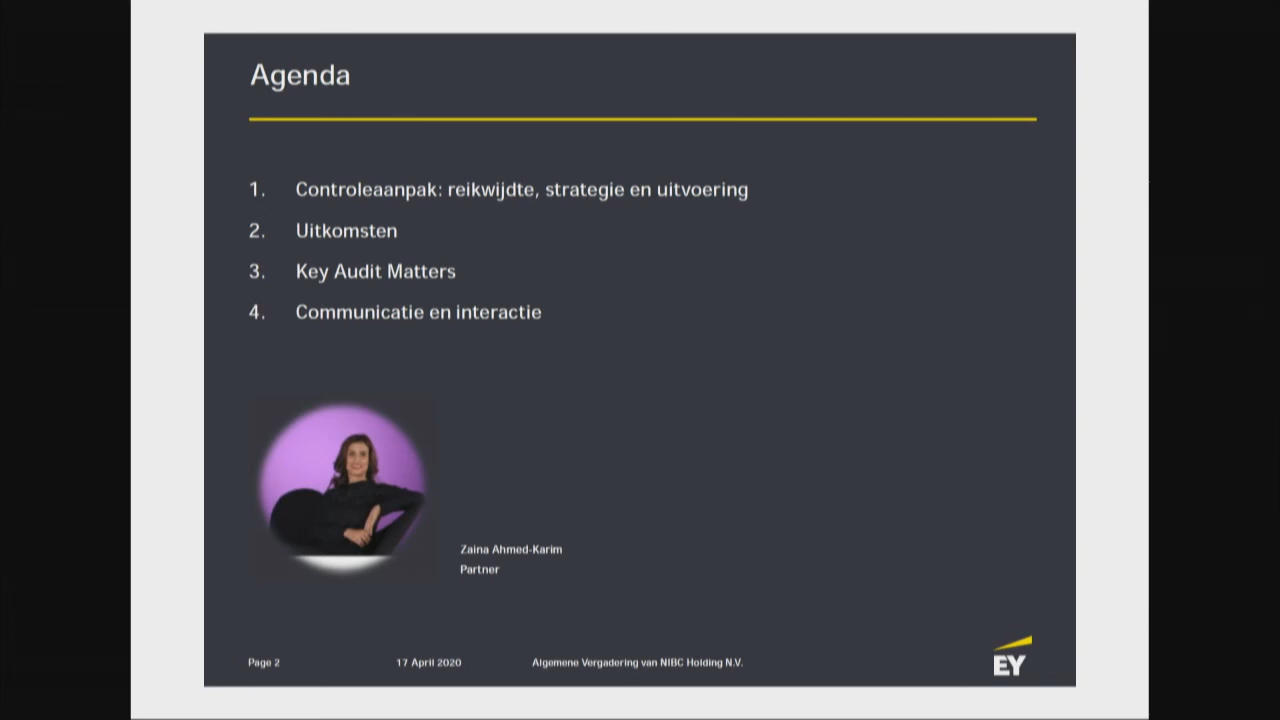 Agenda
1. Controleaanpak: reikwijdte, strategie en uitvoering
2. Uitkomsten
3. Key Audit Matters
4. Communicatie en interactie
Zaina Ahmed-Karim
Partner
Page 2 17 April 2020 Algemene Vergadering van NIBC Holding N.V.
EY